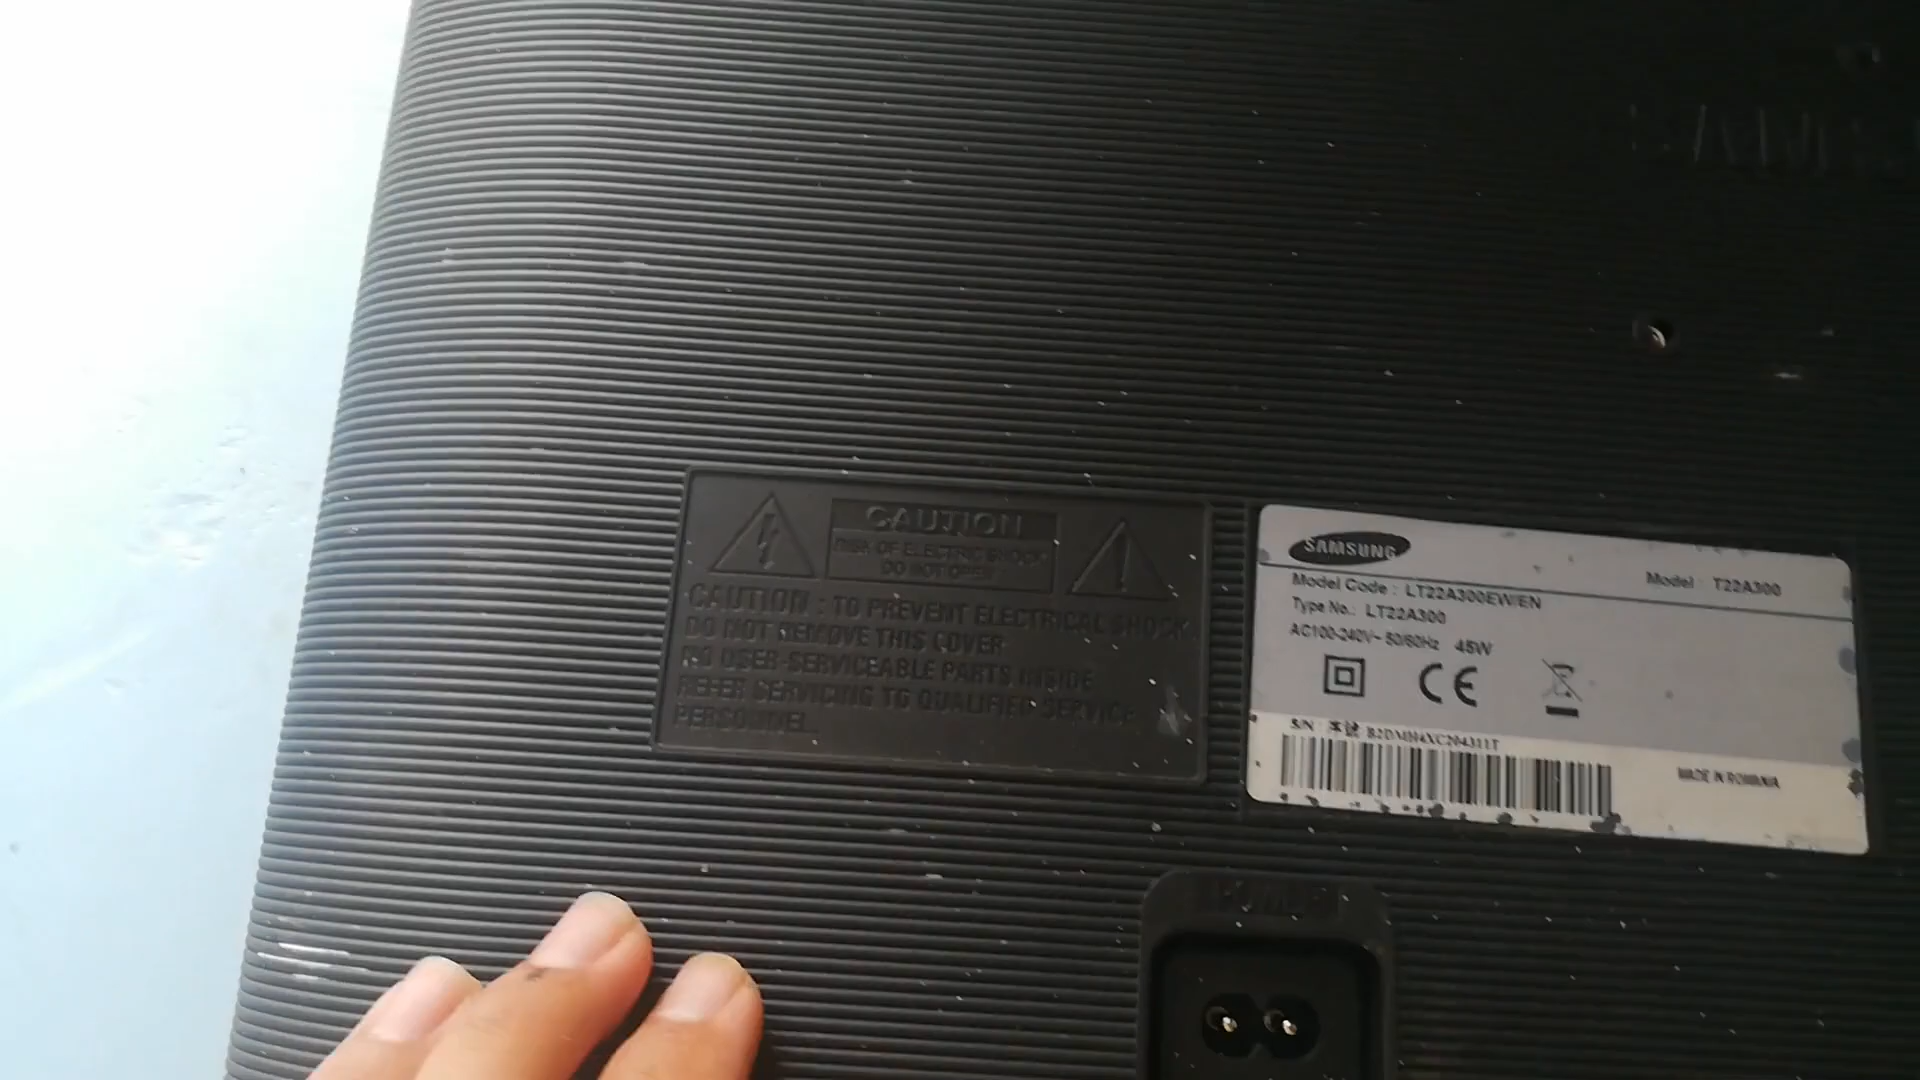 CAUTION
RISK OF ELECTRIC SHOCK
DO NOT OPEN
CAUTION : TO PREVENT ELECTRICAL SHOCK,
DO NOT REMOVE THIS COVER
NO USER-SERVICEABLE PARTS INSIDE
REFER SERVICING TO QUALIFIED SERVICE
PERSONNEL.
SAMSUNG
Model Code : LT22A300EW/EN Model : T22A300
Type No.: LT22A300
AC100-240V~ 50/60Hz 45W
CE
S/N
MADE IN ROMANIA
POWER